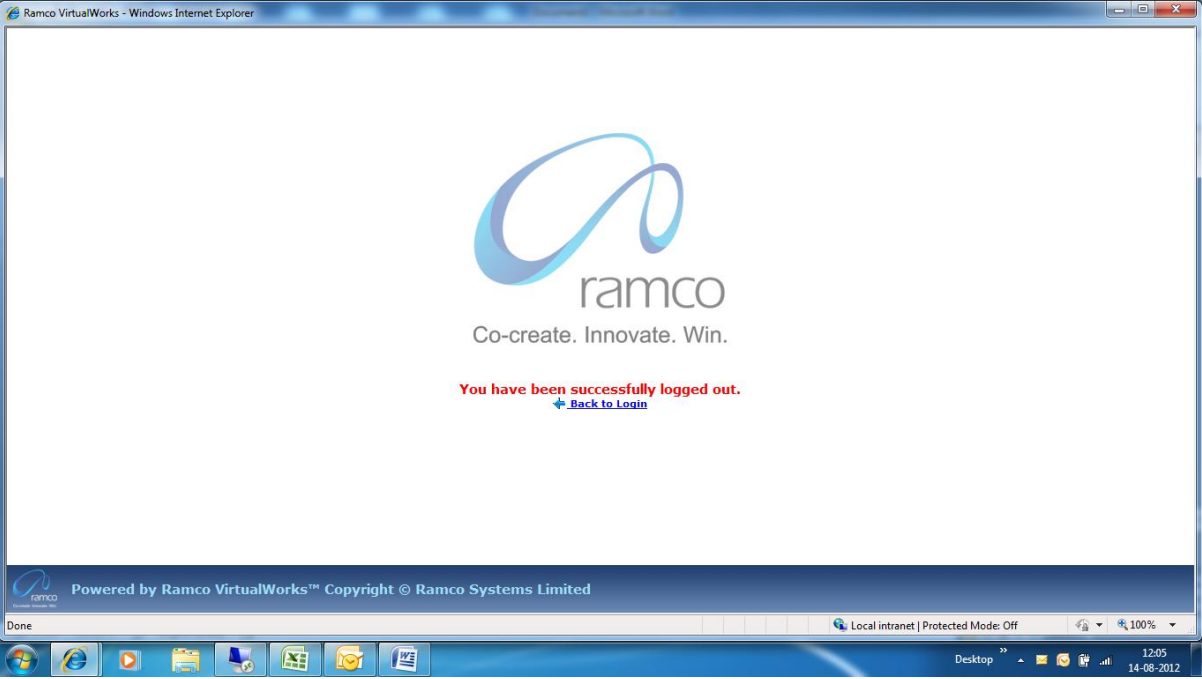 Ramco VirtualWorks - Windows Internet Explorer
ramco
Co-create. Innovate. Win.
You have been successfully logged out.
Back to Login
ramco
Powered by Ramco VirtualWorks™ Copyright © Ramco Systems Limited
Done
Local intranet | Protected Mode: Off
100%
Desktop
12:05
14-08-2012